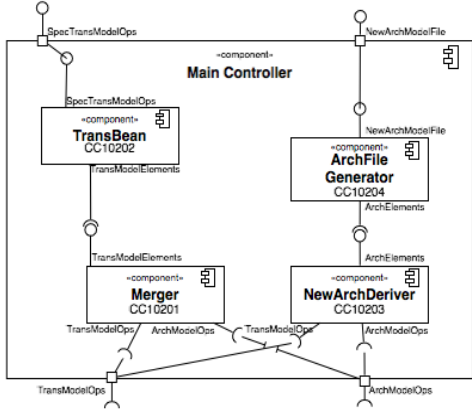 SpecTransModelOps
NewArchModelFile
«component»
Main Controller
SpecTransModelOps
«component»
TransBean
CC10202
TransModelElements
NewArchModelFile
«component»
ArchFile
Generator
CC10204
ArchElements
TransModelElements
«component»
Merger
CC10201
TransModelOps
ArchModelOps
ArchElements
«component»
NewArchDeriver
CC10203
TransModelOps
ArchModelOps
TransModelOps
ArchModelOps